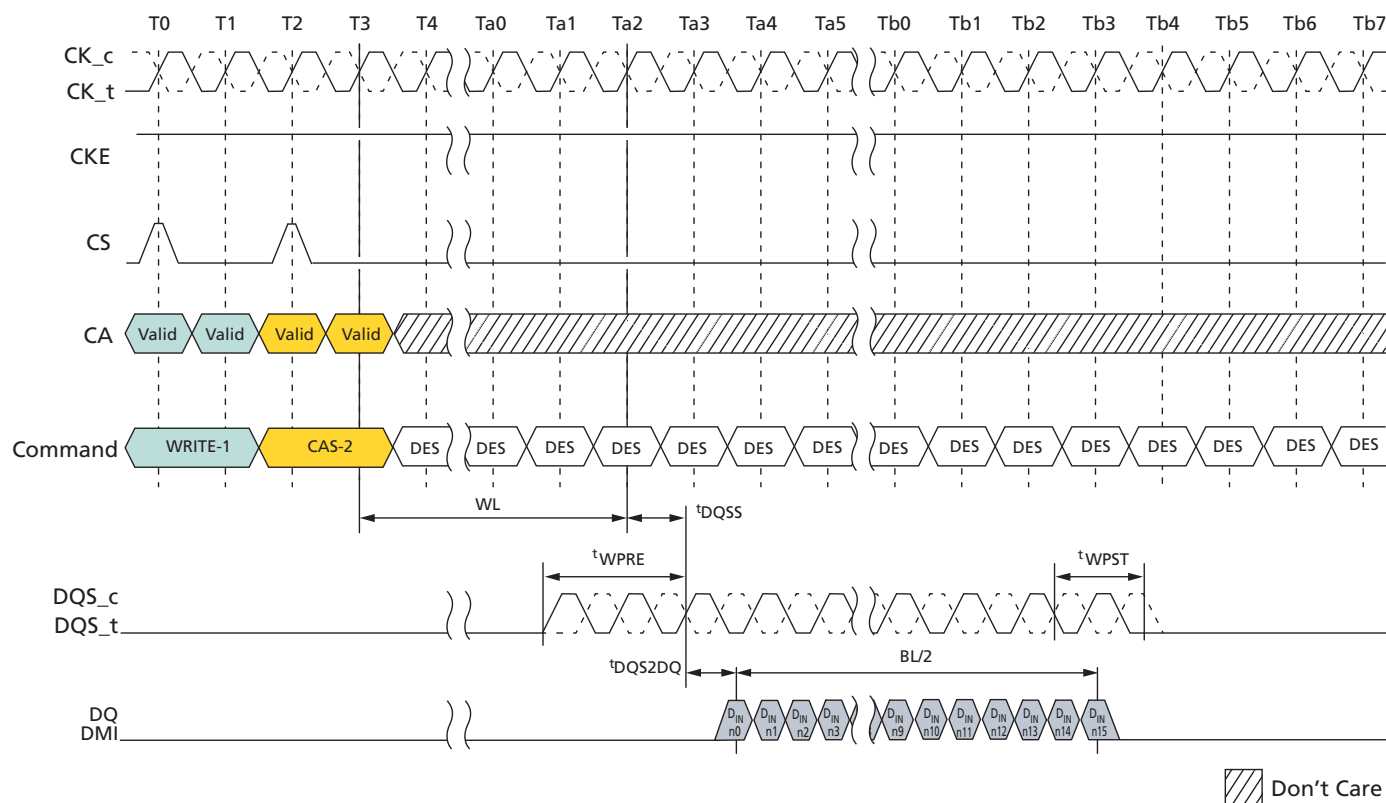 T0 T1 T2 T3 T4 Ta0 Ta1 Ta2 Ta3 Ta4 Ta5 Tb0 Tb1 Tb2 Tb3 Tb4 Tb5 Tb6 Tb7
CK_c
CK_t
CKE
CS
CA Valid Valid Valid Valid
Command WRITE-1 CAS-2 DES DES DES DES DES DES DES DES DES DES DES DES DES DES DES
WL tDQSS
tWPRE tWPST
DQS_c
DQS_t
tDQS2DQ BL/2
DQ
DMI
DIN n0 DIN n1 DIN n2 DIN n3 DIN n9 DIN n10 DIN n11 DIN n12 DIN n13 DIN n14 DIN n15
Don't Care